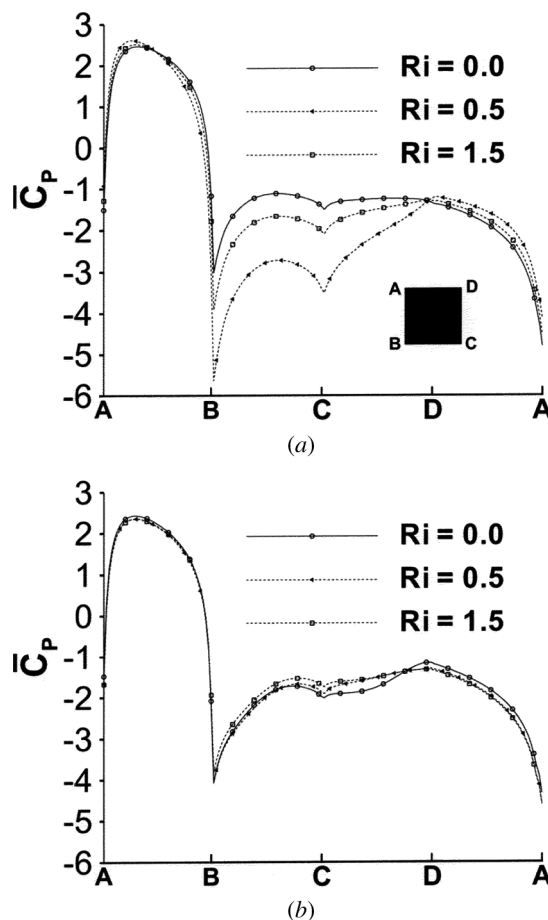 3
2
1
0
-1
-2
-3
-4
-5
-6
C̅P
Ri = 0.0
Ri = 0.5
Ri = 1.5
A D
B C
A B C D A
(a)
3
2
1
0
-1
-2
-3
-4
-5
-6
C̅P
Ri = 0.0
Ri = 0.5
Ri = 1.5
A B C D A
(b)